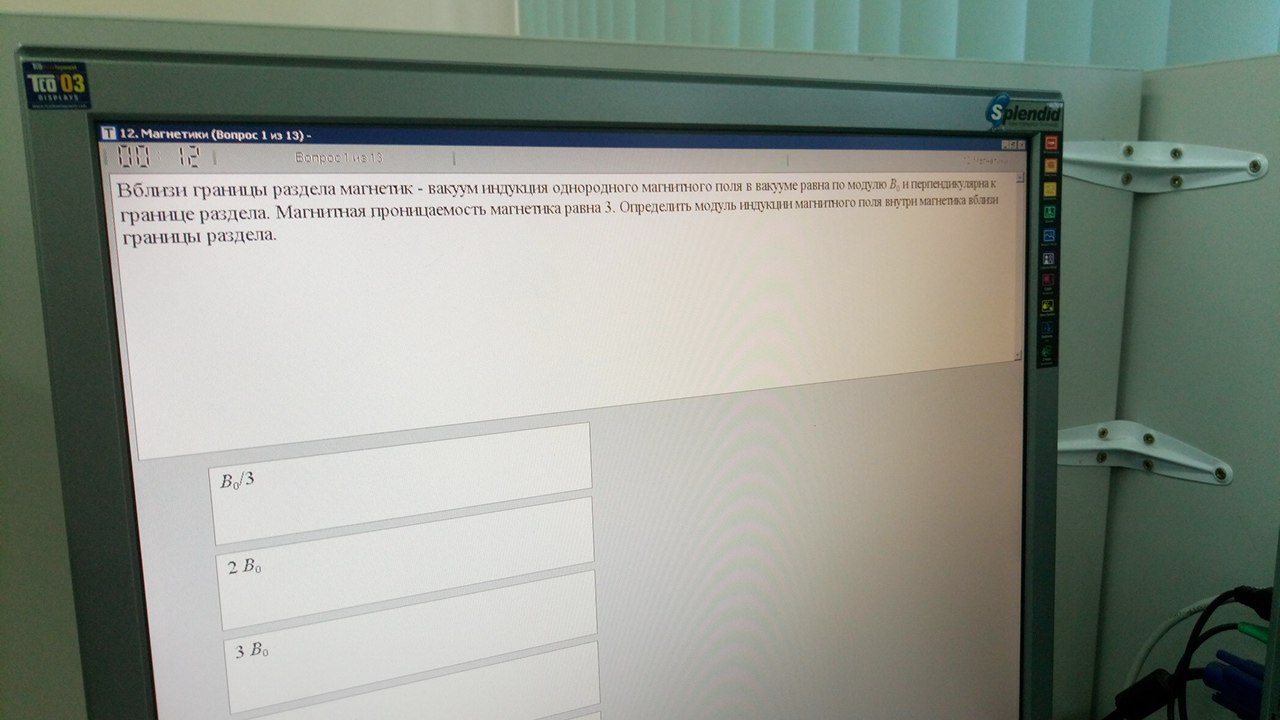 TCO 03
DISPLAYS
Splendid
12. Магнетики (Вопрос 1 из 13) -
00 : 12
Вопрос 1 из 13
Вблизи границы раздела магнетик - вакуум индукция однородного магнитного поля в вакууме равна по модулю B₀ и перпендикулярна к
границе раздела. Магнитная проницаемость магнетика равна 3. Определить модуль индукции магнитного поля внутри магнетика вблизи
границы раздела.
B₀/3
2 B₀
3 B₀